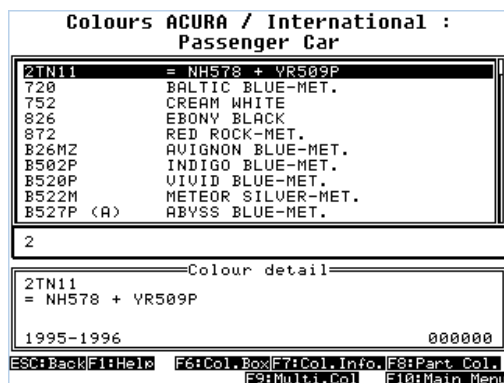 Colours ACURA / International :
Passenger Car
2TN11 = NH578 + YR509P
720 BALTIC BLUE-MET.
752 CREAM WHITE
826 EBONY BLACK
872 RED ROCK-MET.
B26MZ AVIGNON BLUE-MET.
B502P INDIGO BLUE-MET.
B520P VIVID BLUE-MET.
B522M METEOR SILVER-MET.
B527P (A) ABYSS BLUE-MET.
2
Colour detail
2TN11
= NH578 + YR509P
1995-1996 000000
ESC:Back F1:Help F6:Col.Box F7:Col.Info. F8:Part Col.
F9:Multi.Col F10:Main Menu